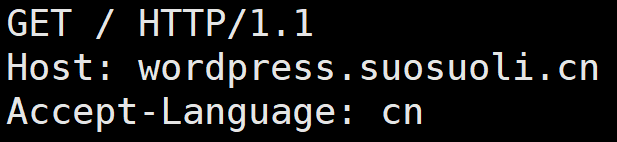 GET / HTTP/1.1
Host: wordpress.suosuoli.cn
Accept-Language: cn